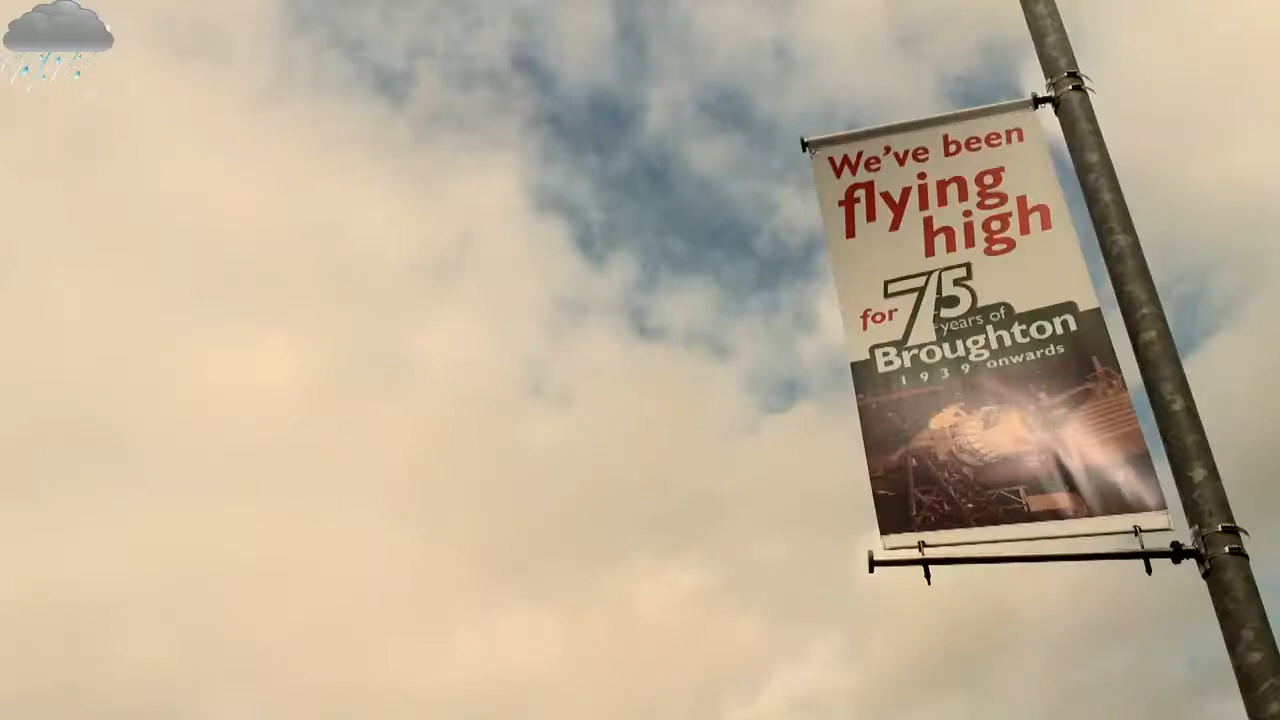 We've been
flying
high
for 75
years of
Broughton
1939 onwards